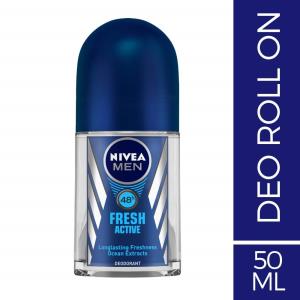 NIVEA
MEN
48h
FRESH
ACTIVE
Longlasting Freshness
Ocean Extracts
DEODORANT
DEO ROLL ON
50 ML